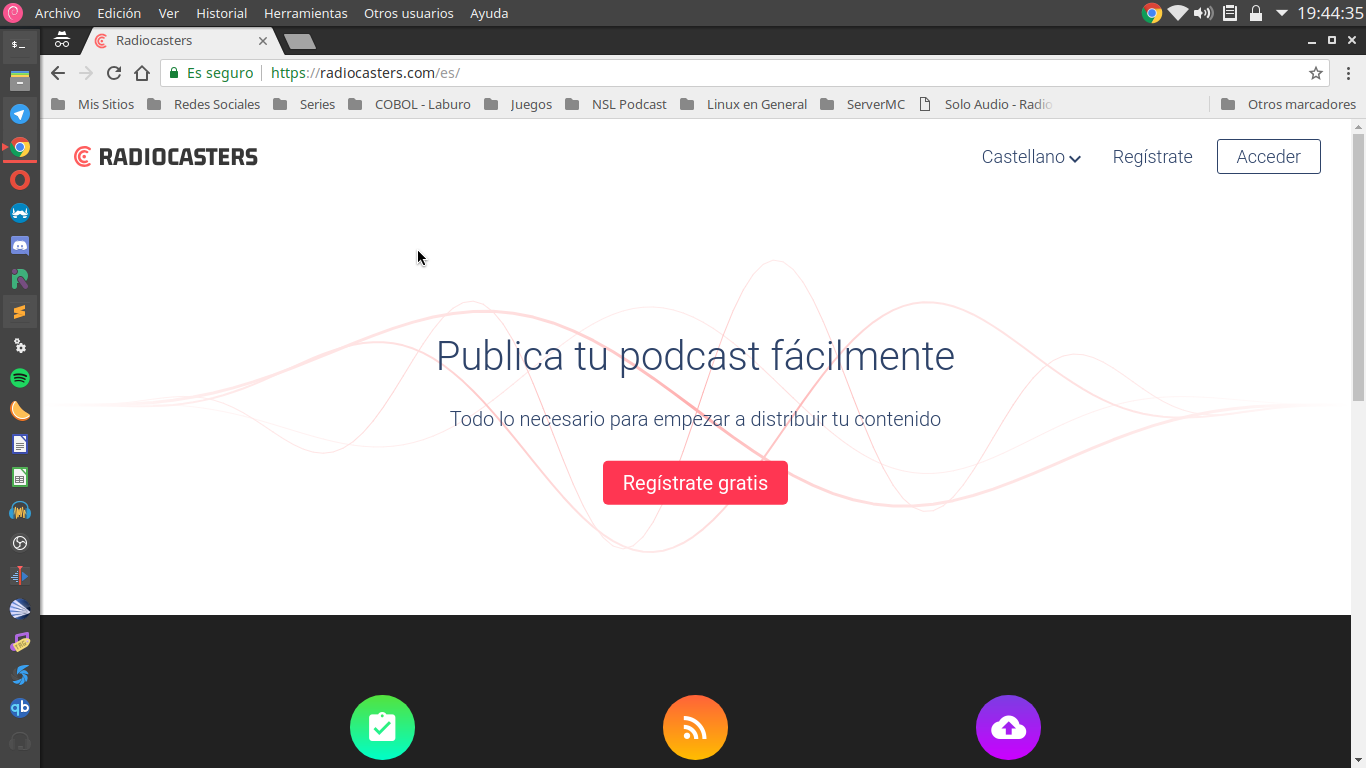 Archivo Edición Ver Historial Herramientas Otros usuarios Ayuda 19:44:35
Radiocasters
Es seguro https://radiocasters.com/es/
Mis Sitios Redes Sociales Series COBOL - Laburo Juegos NSL Podcast Linux en General ServerMC Solo Audio - Radio Otros marcadores
RADIOCASTERS Castellano Regístrate Acceder
Publica tu podcast fácilmente
Todo lo necesario para empezar a distribuir tu contenido
Regístrate gratis
qb